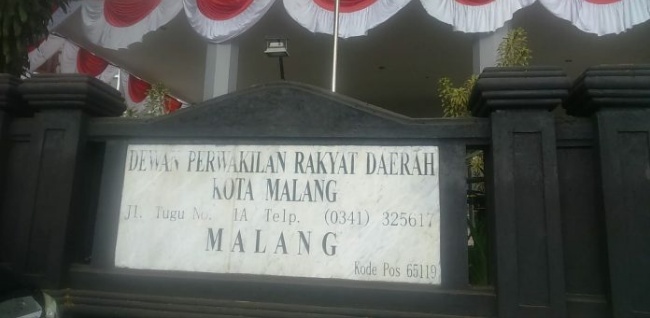 DEWAN PERWAKILAN RAKYAT DAERAH
KOTA MALANG
Jl. Tugu No. 1A Telp. (0341) 325617
MALANG
Kode Pos 65119